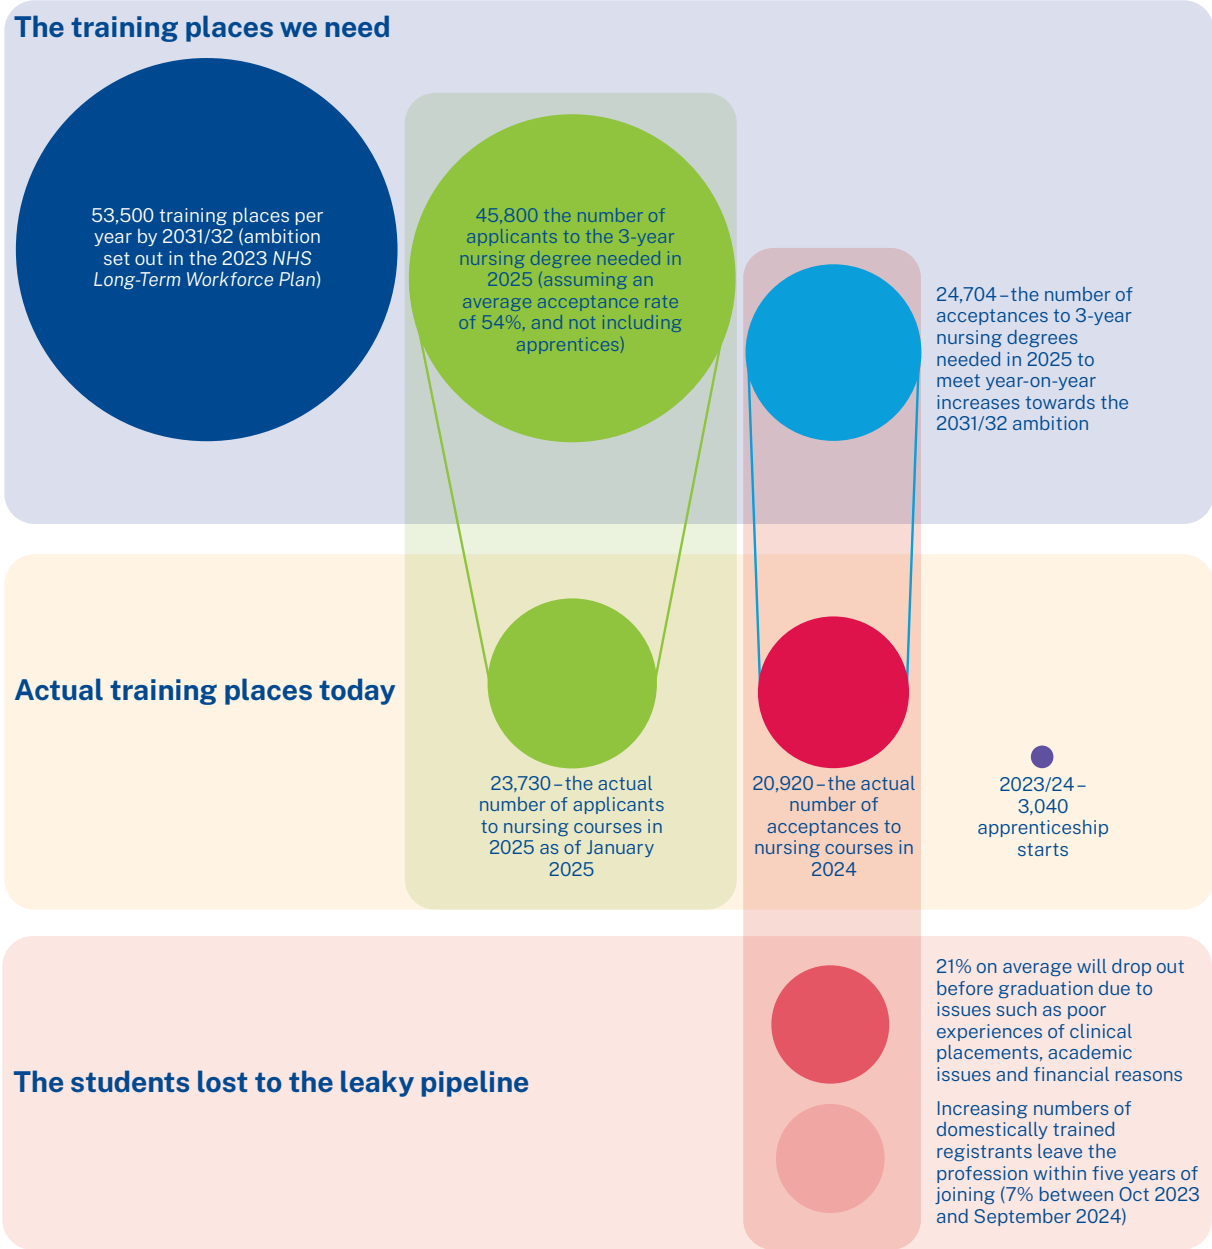 The training places we need
53,500 training places per
year by 2031/32 (ambition
set out in the 2023 NHS
Long-Term Workforce Plan)
45,800 the number of
applicants to the 3-year
nursing degree needed in
2025 (assuming an
average acceptance rate
of 54%, and not including
apprentices)
24,704 – the number of
acceptances to 3-year
nursing degrees
needed in 2025 to
meet year-on-year
increases towards the
2031/32 ambition
Actual training places today
23,730 – the actual
number of applicants
to nursing courses in
2025 as of January
2025
20,920 – the actual
number of
acceptances to
nursing courses in
2024
2023/24 –
3,040
apprenticeship
starts
The students lost to the leaky pipeline
21% on average will drop out
before graduation due to
issues such as poor
experiences of clinical
placements, academic
issues and financial reasons
Increasing numbers of
domestically trained
registrants leave the
profession within five years of
joining (7% between Oct 2023
and September 2024)